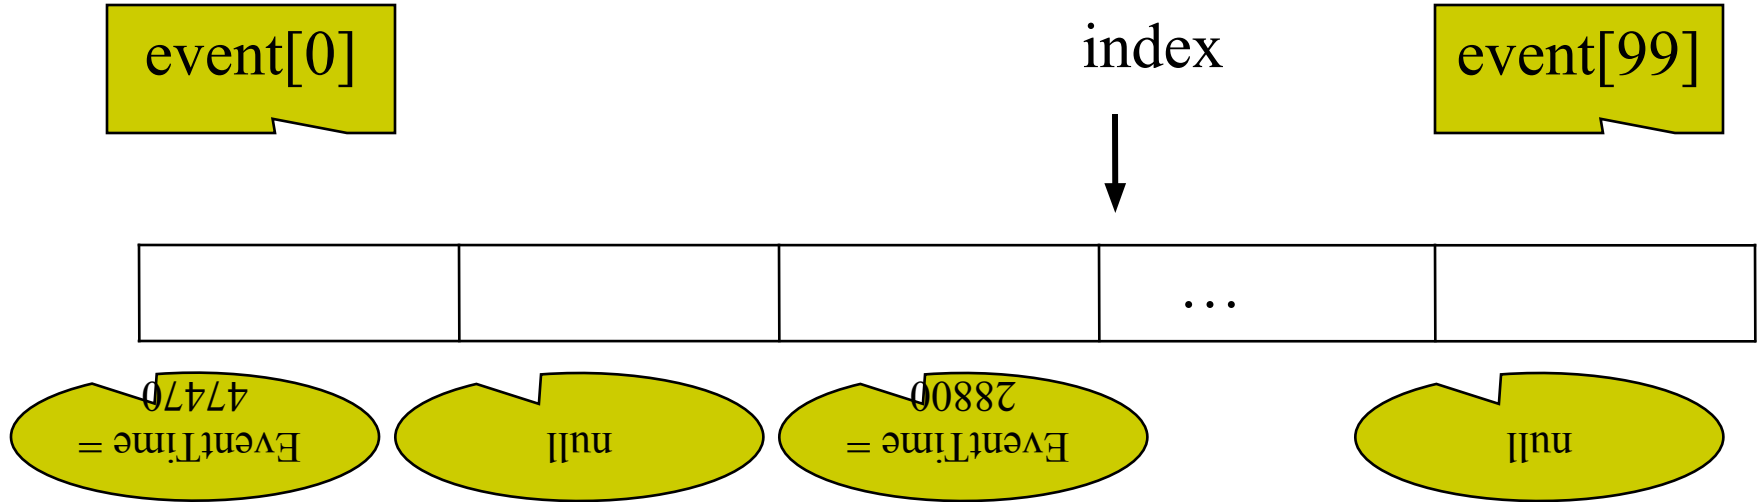 event[0]
index
event[99]
…
EventTime =
47470
null
EventTime =
28800
null